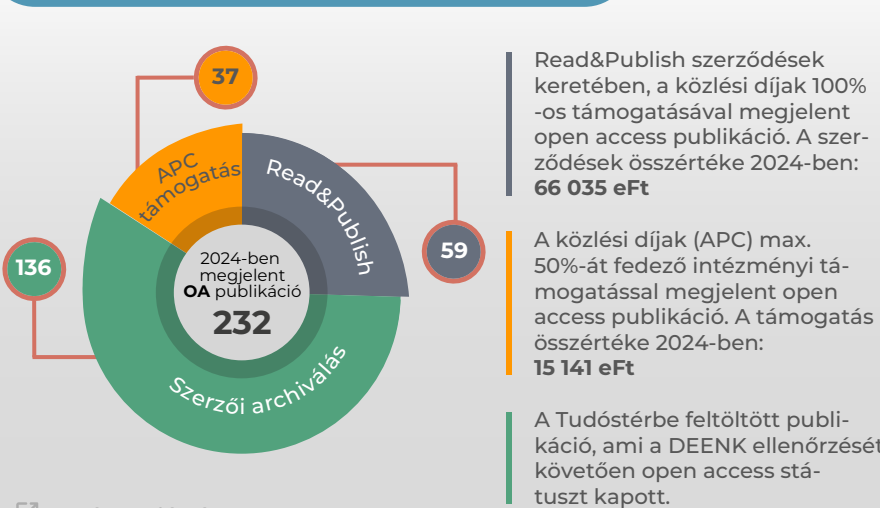 37
APC
támogatás
Read&Publish
59
136
2024-ben
megjelent
OA publikáció
232
Szerzői archiválás
Read&Publish szerződések
keretében, a közlési díjak 100%
-os támogatásával megjelent
open access publikáció. A szer-
ződések összértéke 2024-ben:
66 035 eFt
A közlési díjak (APC) max.
50%-át fedező intézményi tá-
mogatással megjelent open
access publikáció. A támogatás
összértéke 2024-ben:
15 141 eFt
A Tudóstérbe feltöltött publi-
káció, ami a DEENK ellenőrzését
követően open access stá-
tuszt kapott.